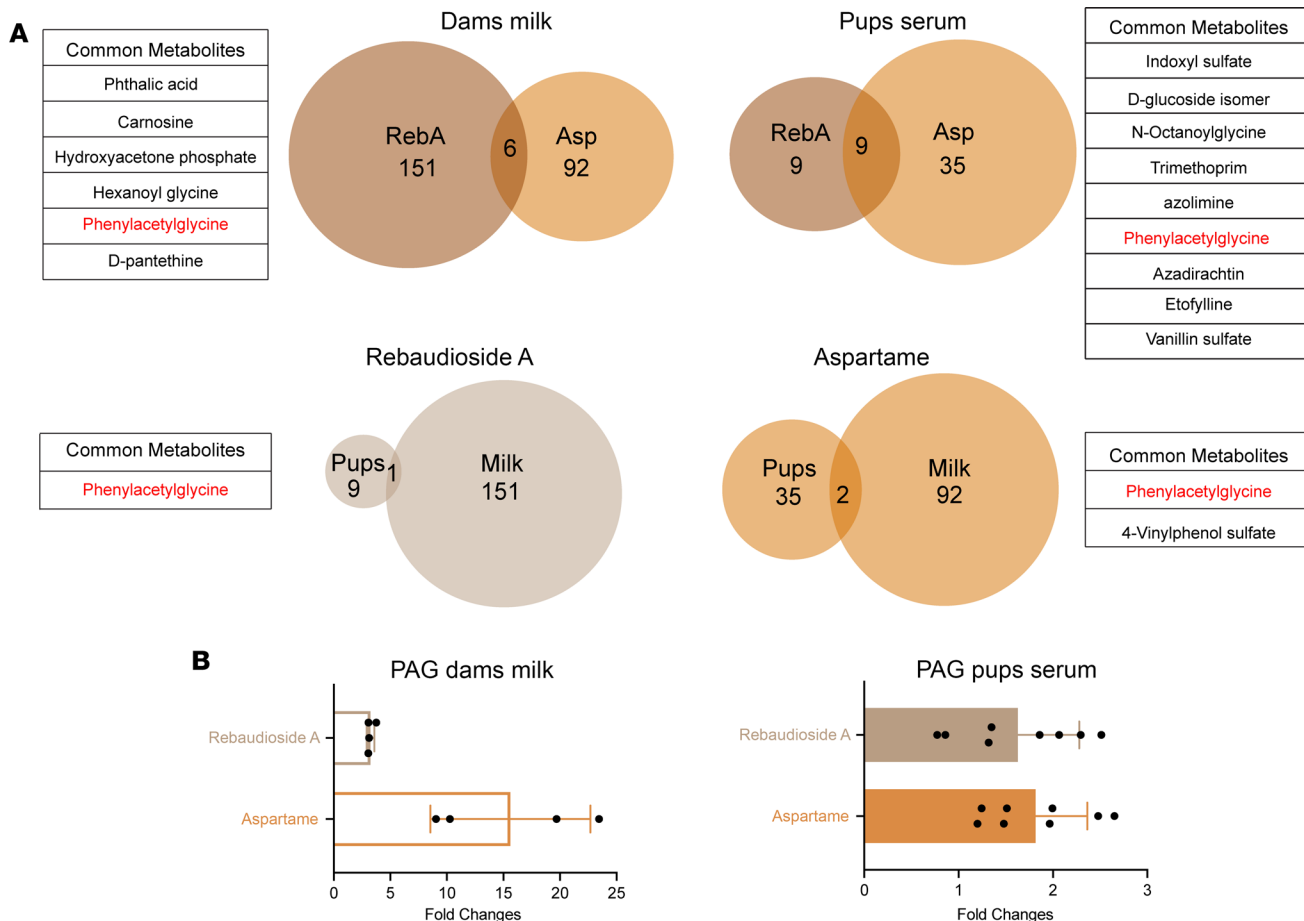 A
Common Metabolites
Phthalic acid
Carnosine
Hydroxyacetone phosphate
Hexanoyl glycine
Phenylacetylglycine
D-pantethine
Dams milk
RebA
151
6
Asp
92
Pups serum
RebA
9
9
Asp
35
Common Metabolites
Indoxyl sulfate
D-glucoside isomer
N-Octanoylglycine
Trimethoprim
azolimine
Phenylacetylglycine
Azadirachtin
Etofylline
Vanillin sulfate
Common Metabolites
Phenylacetylglycine
Rebaudioside A
Pups
9
1
Milk
151
Aspartame
Pups
35
2
Milk
92
Common Metabolites
Phenylacetylglycine
4-Vinylphenol sulfate
B
PAG dams milk
Rebaudioside A
Aspartame
0 5 10 15 20 25
Fold Changes
PAG pups serum
Rebaudioside A
Aspartame
0 1 2 3
Fold Changes